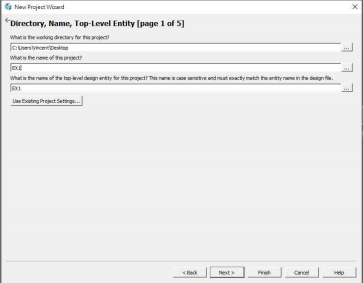 New Project Wizard
Directory, Name, Top-Level Entity [page 1 of 5]
What is the working directory for this project?
C:\Users\Vincent\Desktop
...
What is the name of this project?
EX1
...
What is the name of the top-level design entity for this project? This name is case sensitive and must exactly match the entity name in the design file.
EX1
...
Use Existing Project Settings...
< Back Next > Finish Cancel Help